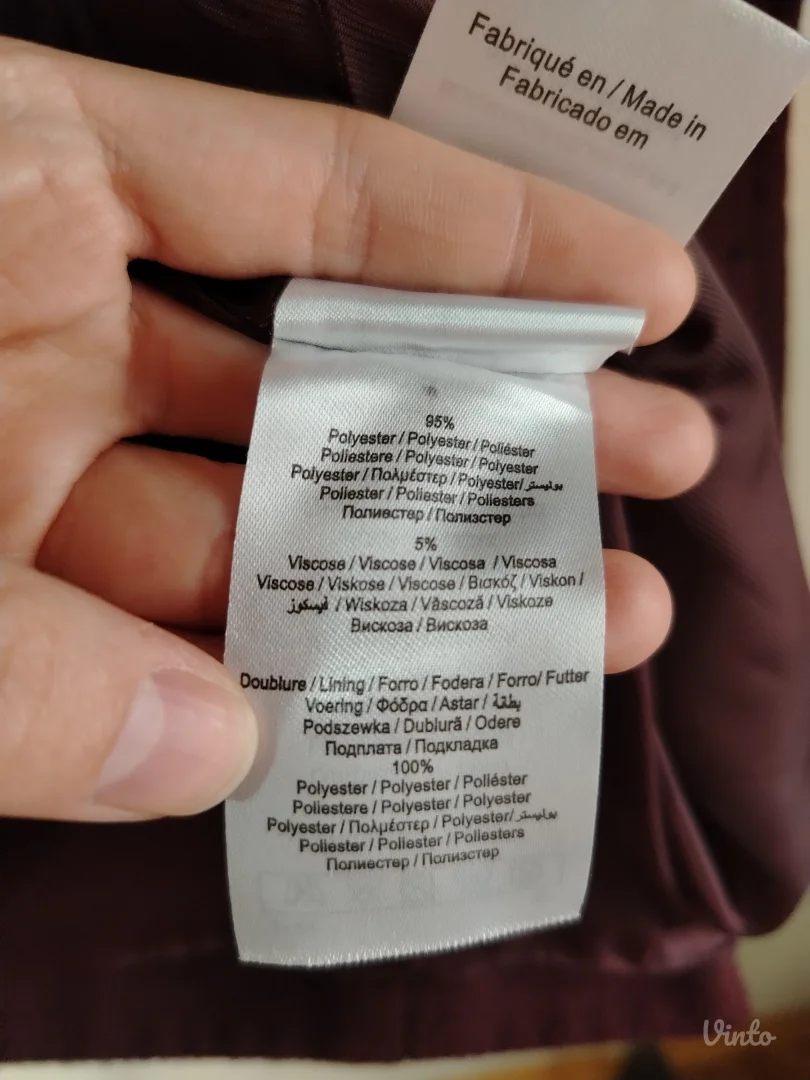 Fabriqué en / Made in
Fabricado em
95%
Polyester / Polyester / Poliéster
Poliestere / Polyester / Polyester
Polyester / Πολμέστερ / Polyester/بوليستر
Poliester / Poliester / Poliesters
Полиестер / Полиэстер
5%
Viscose / Viscose / Viscosa / Viscosa
Viscose / Viskose / Viscose / Βισκόζ / Viskon /
فيسكوز / Wiskoza / Vâscoză / Viskoze
Вискоза / Вискоза
Doublure / Lining / Forro / Fodera / Forro/ Futter
Voering / Φόδρα / Astar / بطانة
Podszewka / Dublură / Odere
Подплата / Подкладка
100%
Polyester / Polyester / Poliéster
Poliestere / Polyester / Polyester
Polyester / Πολμέστερ / Polyester/بوليستر
Poliester / Poliester / Poliesters
Полиестер / Полиэстер
Vinto